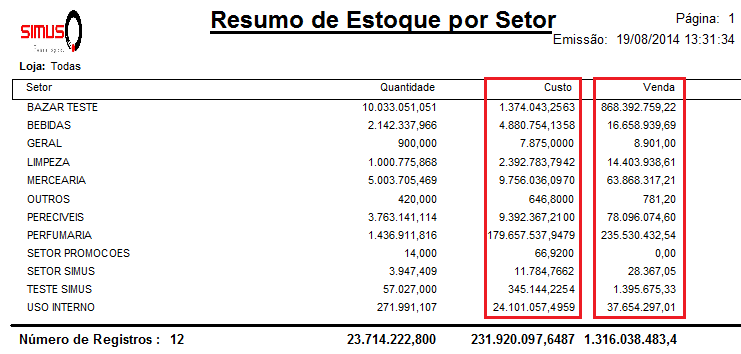 SIMUS
Resumo de Estoque por Setor
Página: 1
Emissão: 19/08/2014 13:31:34
Loja: Todas
Setor Quantidade Custo Venda
BAZAR TESTE 10.033.051,051 1.374.043,2563 868.392.759,22
BEBIDAS 2.142.337,966 4.880.754,1358 16.658.939,69
GERAL 900,000 7.875,0000 8.901,00
LIMPEZA 1.000.775,868 2.392.783,7942 14.403.938,61
MERCEARIA 5.003.705,469 9.756.036,0970 63.868.317,21
OUTROS 420,000 646,8000 781,20
PERECIVEIS 3.763.141,114 9.392.367,2100 78.096.074,60
PERFUMARIA 1.436.911,816 179.657.537,9479 235.530.432,54
SETOR PROMOCOES 14,000 66,9200 0,00
SETOR SIMUS 3.947,409 11.784,7662 28.367,05
TESTE SIMUS 57.027,000 345.144,2254 1.395.675,33
USO INTERNO 271.991,107 24.101.057,4959 37.654.297,01
Número de Registros : 12 23.714.222,800 231.920.097,6487 1.316.038.483,4